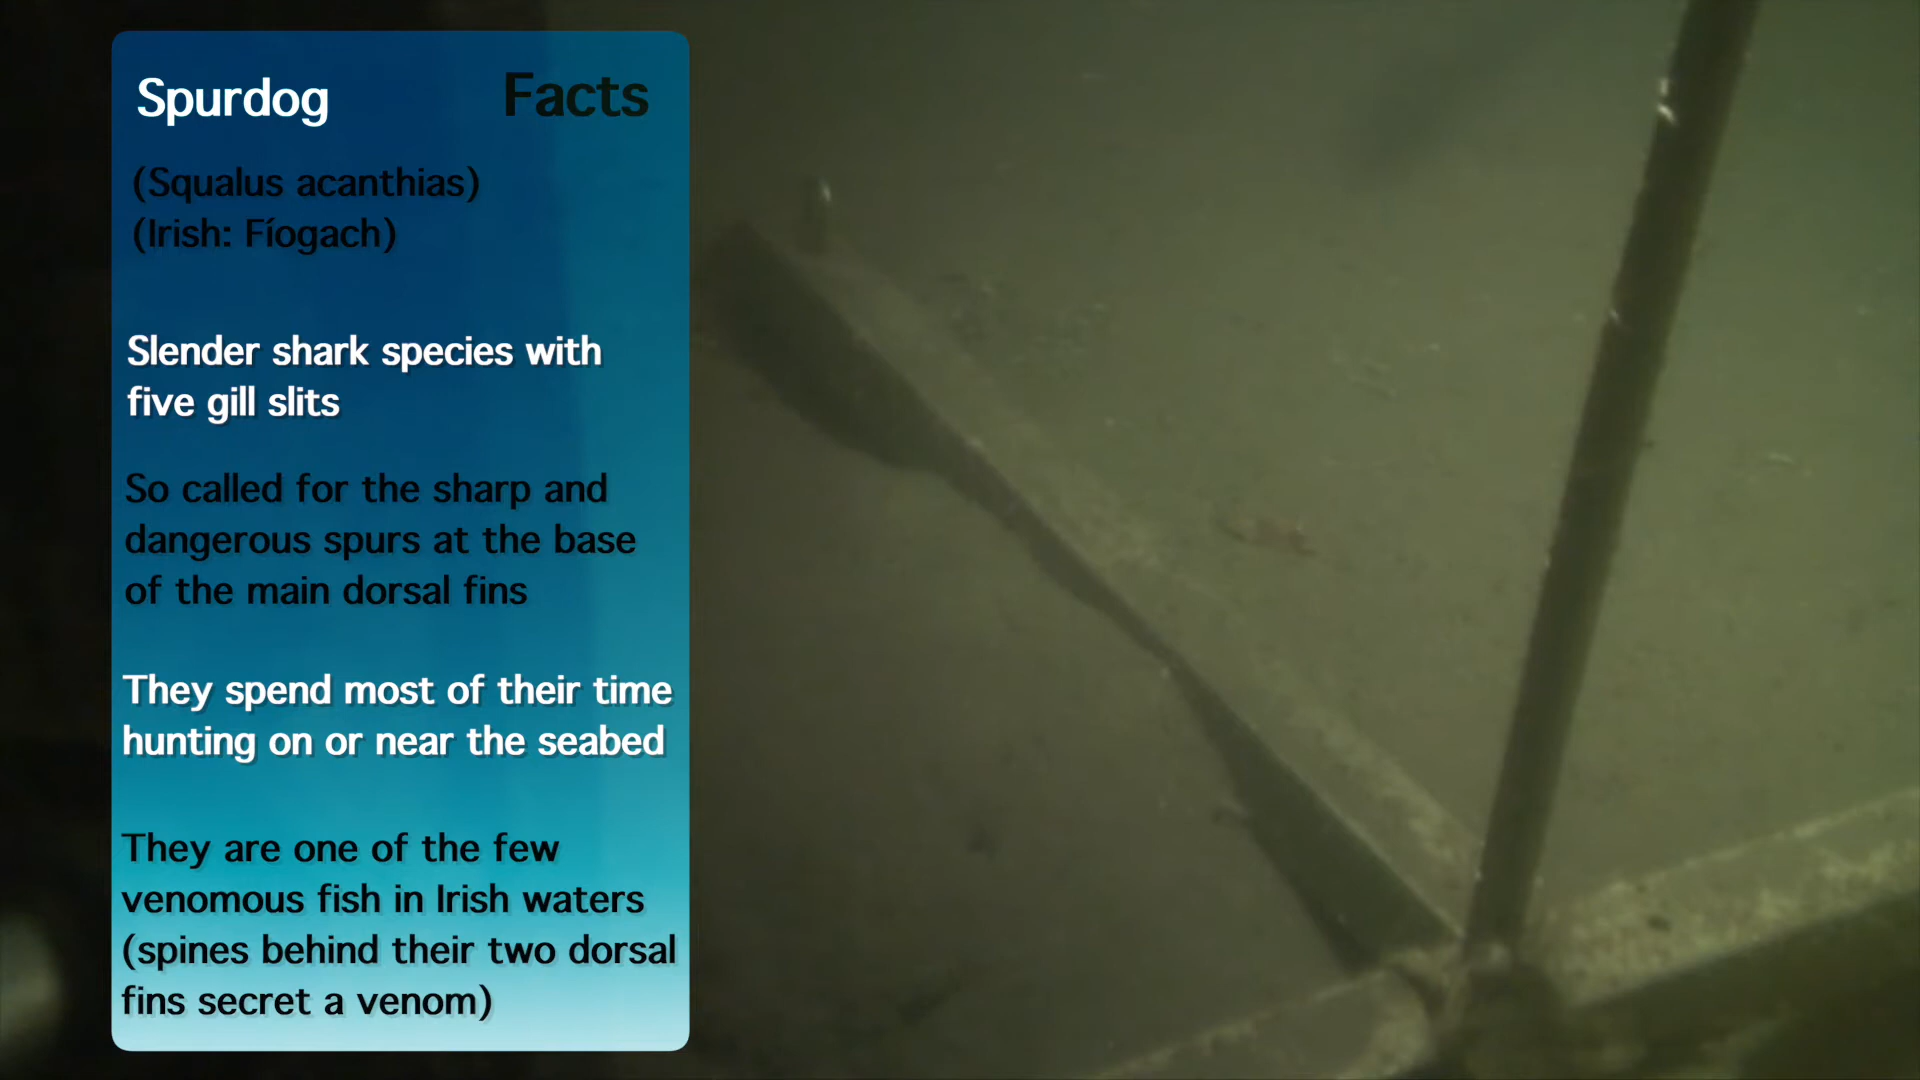 Spurdog Facts
(Squalus acanthias)
(Irish: Fíogach)
Slender shark species with
five gill slits
So called for the sharp and
dangerous spurs at the base
of the main dorsal fins
They spend most of their time
hunting on or near the seabed
They are one of the few
venomous fish in Irish waters
(spines behind their two dorsal
fins secret a venom)